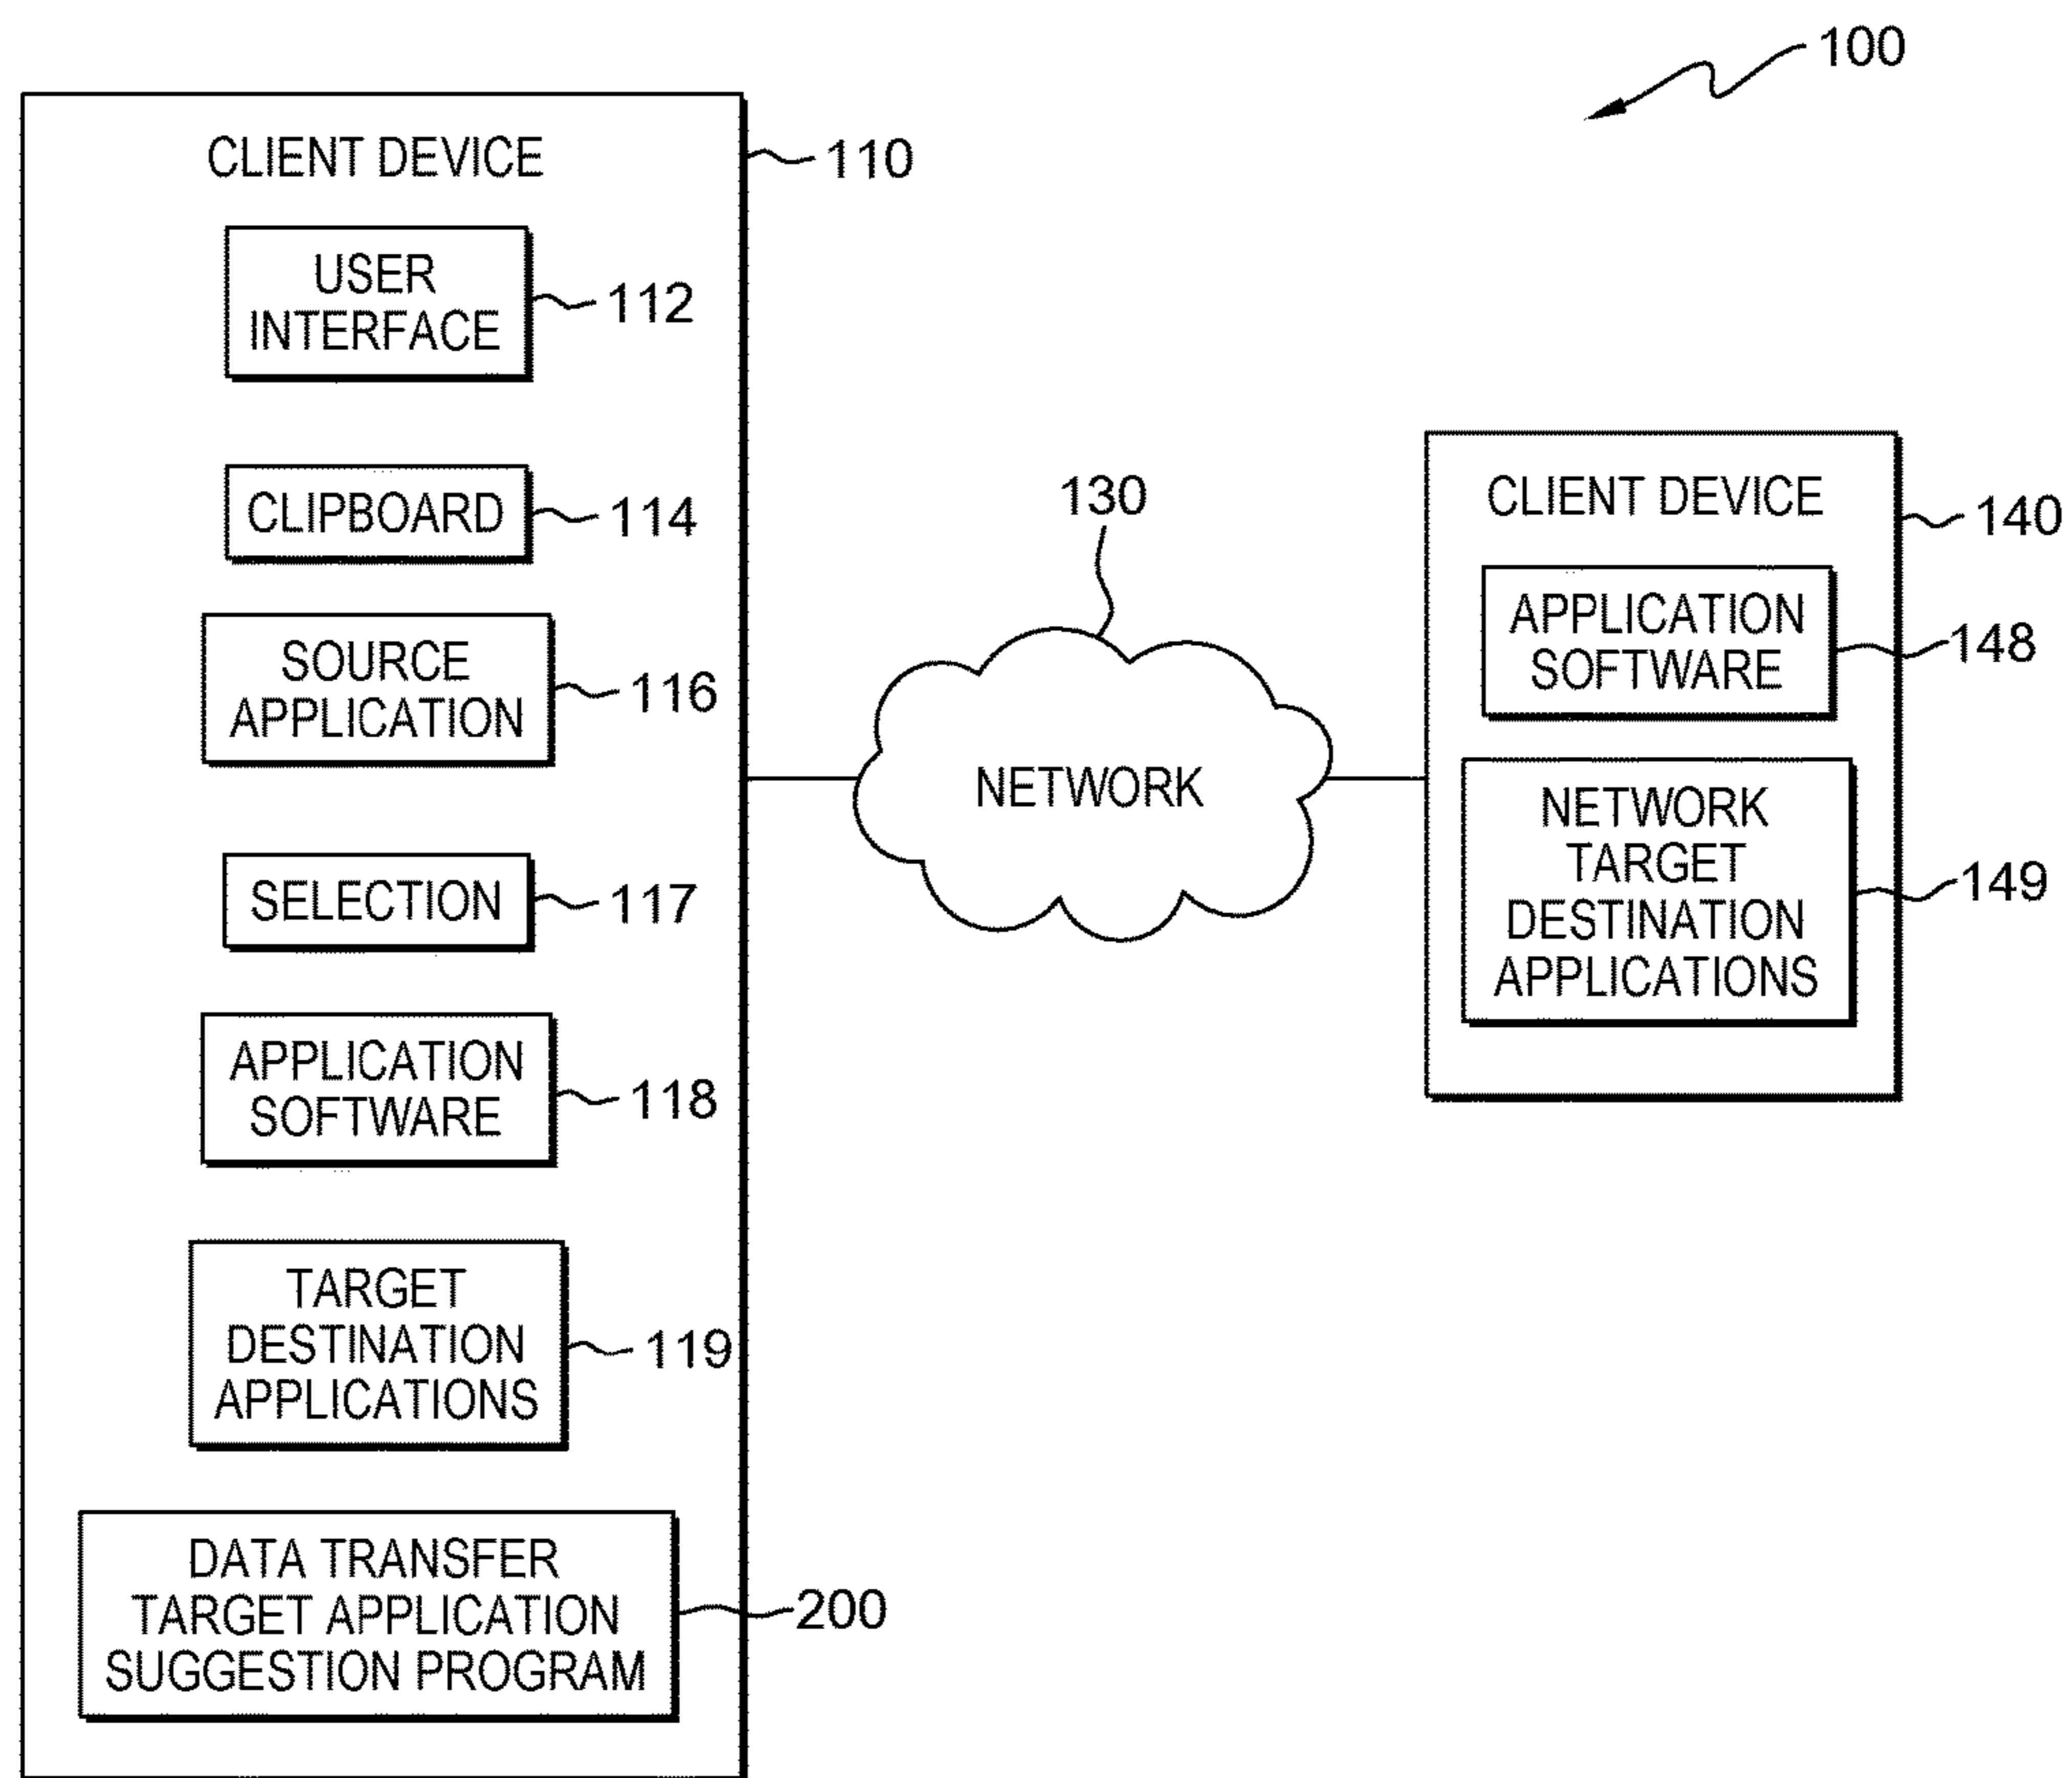 100
CLIENT DEVICE
110
USER
INTERFACE
112
CLIPBOARD
114
SOURCE
APPLICATION
116
SELECTION
117
APPLICATION
SOFTWARE
118
TARGET
DESTINATION
APPLICATIONS
119
DATA TRANSFER
TARGET APPLICATION
SUGGESTION PROGRAM
200
130
NETWORK
CLIENT DEVICE
140
APPLICATION
SOFTWARE
148
NETWORK
TARGET
DESTINATION
APPLICATIONS
149